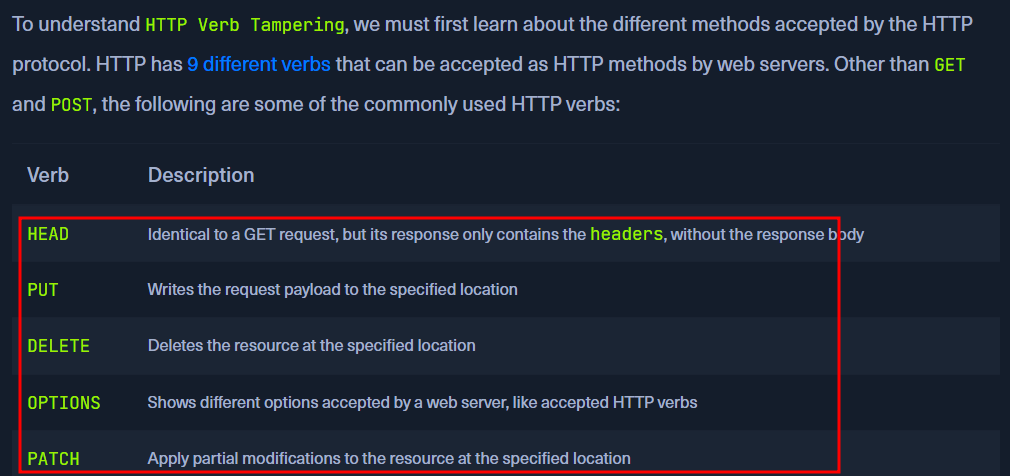 To understand HTTP Verb Tampering, we must first learn about the different methods accepted by the HTTP
protocol. HTTP has 9 different verbs that can be accepted as HTTP methods by web servers. Other than GET
and POST, the following are some of the commonly used HTTP verbs:
Verb Description
HEAD Identical to a GET request, but its response only contains the headers, without the response body
PUT Writes the request payload to the specified location
DELETE Deletes the resource at the specified location
OPTIONS Shows different options accepted by a web server, like accepted HTTP verbs
PATCH Apply partial modifications to the resource at the specified location